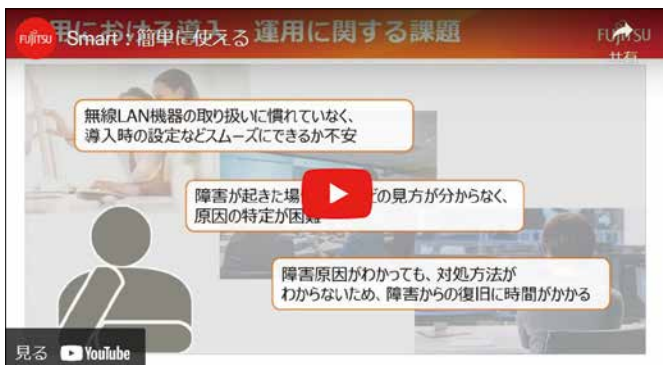 FUJITSU
Smart：簡単に使える
運用に関する課題
共有
無線LAN機器の取り扱いに慣れていなく、
導入時の設定などスムーズにできるか不安
障害が起きた場
の見方が分からなく、
原因の特定が困難
障害原因がわかっても、対処方法が
わからないため、障害からの復旧に時間がかかる
見る YouTube